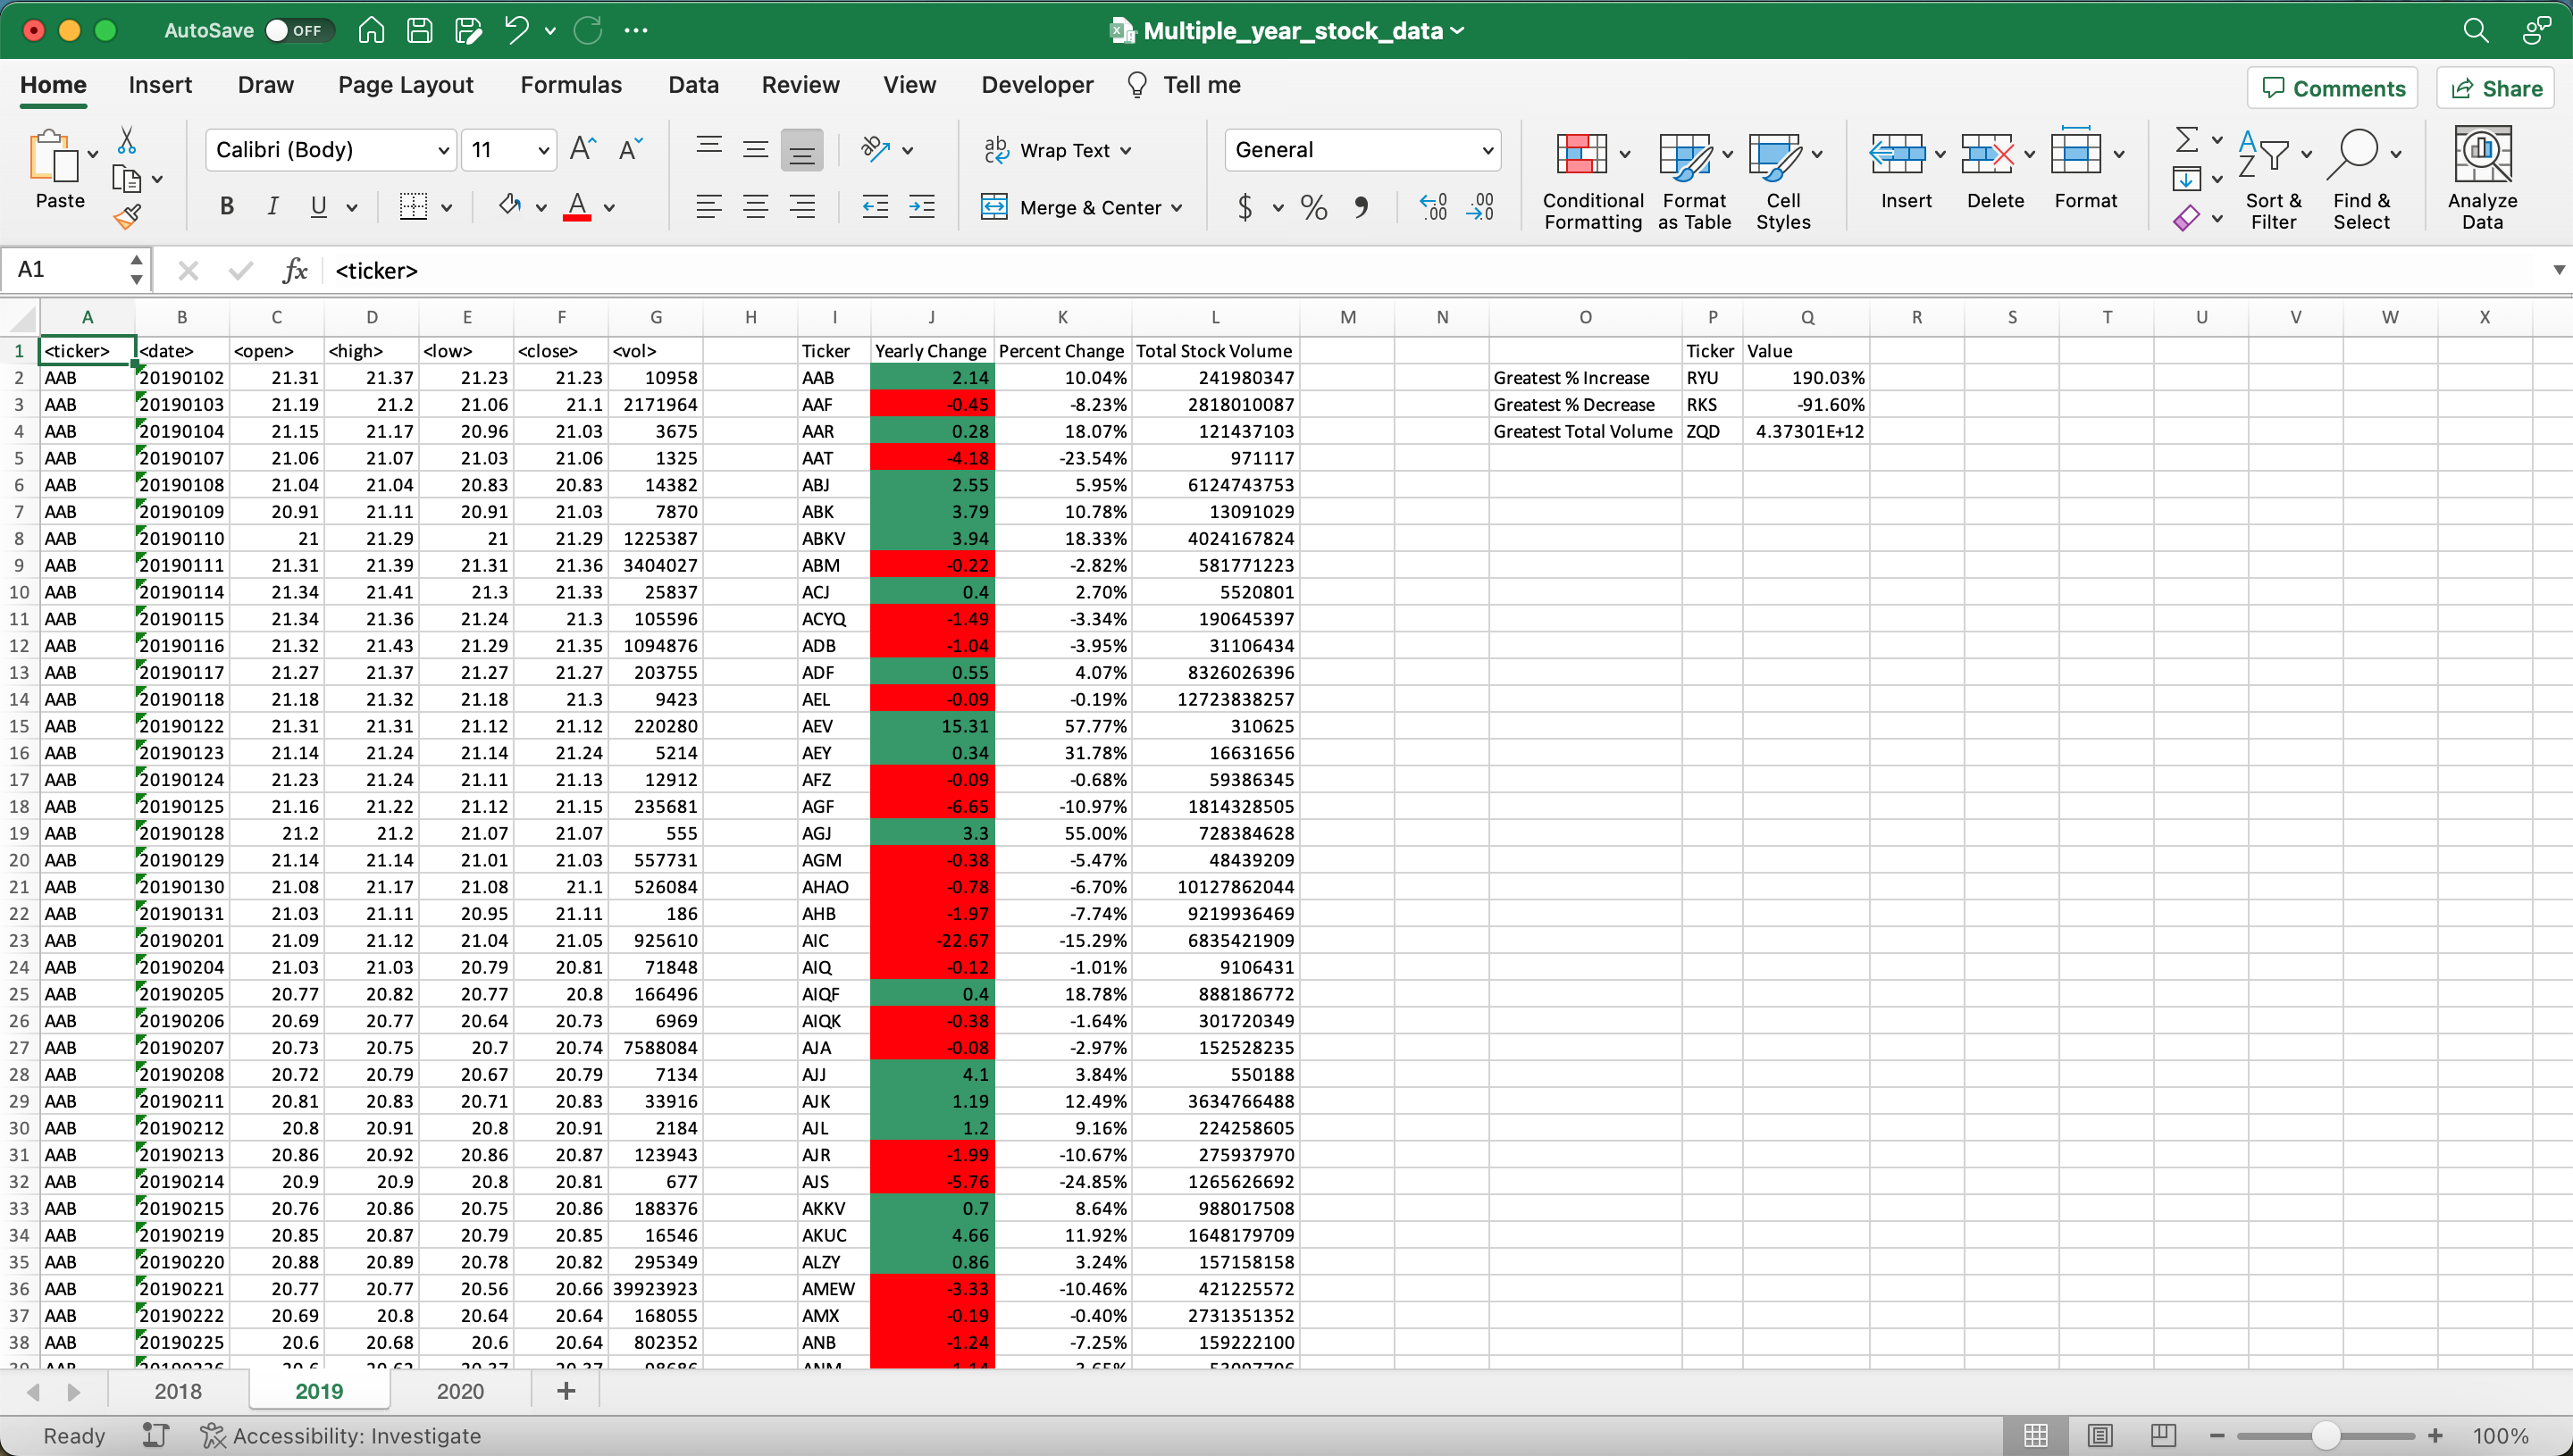 AutoSave OFF Multiple_year_stock_data
Home Insert Draw Page Layout Formulas Data Review View Developer Tell me Comments Share
Paste Calibri (Body) 11 Wrap Text Merge & Center General Conditional Formatting Format as Table Cell Styles Insert Delete Format Sort & Filter Find & Select Analyze Data
A1 fx <ticker>
A B C D E F G H I J K L M N O P Q R S T U V W X
1 <ticker> <date> <open> <high> <low> <close> <vol> Ticker Yearly Change Percent Change Total Stock Volume Ticker Value
2 AAB 20190102 21.31 21.37 21.23 21.23 10958 AAB 2.14 10.04% 241980347 Greatest % Increase RYU 190.03%
3 AAB 20190103 21.19 21.2 21.06 21.1 2171964 AAF -0.45 -8.23% 2818010087 Greatest % Decrease RKS -91.60%
4 AAB 20190104 21.15 21.17 20.96 21.03 3675 AAR 0.28 18.07% 121437103 Greatest Total Volume ZQD 4.37301E+12
5 AAB 20190107 21.06 21.07 21.03 21.06 1325 AAT -4.18 -23.54% 971117
6 AAB 20190108 21.04 21.04 20.83 20.83 14382 ABJ 2.55 5.95% 6124743753
7 AAB 20190109 20.91 21.11 20.91 21.03 7870 ABK 3.79 10.78% 13091029
8 AAB 20190110 21 21.29 21 21.29 1225387 ABKV 3.94 18.33% 4024167824
9 AAB 20190111 21.31 21.39 21.31 21.36 3404027 ABM -0.22 -2.82% 581771223
10 AAB 20190114 21.34 21.41 21.3 21.33 25837 ACJ 0.4 2.70% 5520801
11 AAB 20190115 21.34 21.36 21.24 21.3 105596 ACYQ -1.49 -3.34% 190645397
12 AAB 20190116 21.32 21.43 21.29 21.35 1094876 ADB -1.04 -3.95% 31106434
13 AAB 20190117 21.27 21.37 21.27 21.27 203755 ADF 0.55 4.07% 8326026396
14 AAB 20190118 21.18 21.32 21.18 21.3 9423 AEL -0.09 -0.19% 12723838257
15 AAB 20190122 21.31 21.31 21.12 21.12 220280 AEV 15.31 57.77% 310625
16 AAB 20190123 21.14 21.24 21.14 21.24 5214 AEY 0.34 31.78% 16631656
17 AAB 20190124 21.23 21.24 21.11 21.13 12912 AFZ -0.09 -0.68% 59386345
18 AAB 20190125 21.16 21.22 21.12 21.15 235681 AGF -6.65 -10.97% 1814328505
19 AAB 20190128 21.2 21.2 21.07 21.07 555 AGJ 3.3 55.00% 728384628
20 AAB 20190129 21.14 21.14 21.01 21.03 557731 AGM -0.38 -5.47% 48439209
21 AAB 20190130 21.08 21.17 21.08 21.1 526084 AHAO -0.78 -6.70% 10127862044
22 AAB 20190131 21.03 21.11 20.95 21.11 186 AHB -1.97 -7.74% 9219936469
23 AAB 20190201 21.09 21.12 21.04 21.05 925610 AIC -22.67 -15.29% 6835421909
24 AAB 20190204 21.03 21.03 20.79 20.81 71848 AIQ -0.12 -1.01% 9106431
25 AAB 20190205 20.77 20.82 20.77 20.8 166496 AIQF 0.4 18.78% 888186772
26 AAB 20190206 20.69 20.77 20.64 20.73 6969 AIQK -0.38 -1.64% 301720349
27 AAB 20190207 20.73 20.75 20.7 20.74 7588084 AJA -0.08 -2.97% 152528235
28 AAB 20190208 20.72 20.79 20.67 20.79 7134 AJJ 4.1 3.84% 550188
29 AAB 20190211 20.81 20.83 20.71 20.83 33916 AJK 1.19 12.49% 3634766488
30 AAB 20190212 20.8 20.91 20.8 20.91 2184 AJL 1.2 9.16% 224258605
31 AAB 20190213 20.86 20.92 20.86 20.87 123943 AJR -1.99 -10.67% 275937970
32 AAB 20190214 20.9 20.9 20.8 20.81 677 AJS -5.76 -24.85% 1265626692
33 AAB 20190215 20.76 20.86 20.75 20.86 188376 AKKV 0.7 8.64% 988017508
34 AAB 20190219 20.85 20.87 20.79 20.85 16546 AKUC 4.66 11.92% 1648179709
35 AAB 20190220 20.88 20.89 20.78 20.82 295349 ALZY 0.86 3.24% 157158158
36 AAB 20190221 20.77 20.77 20.56 20.66 39923923 AMEW -3.33 -10.46% 421225572
37 AAB 20190222 20.69 20.8 20.64 20.64 168055 AMX -0.19 -0.40% 2731351352
38 AAB 20190225 20.6 20.68 20.6 20.64 802352 ANB -1.24 -7.25% 159222100
2018 2019 2020
Ready Accessibility: Investigate 100%